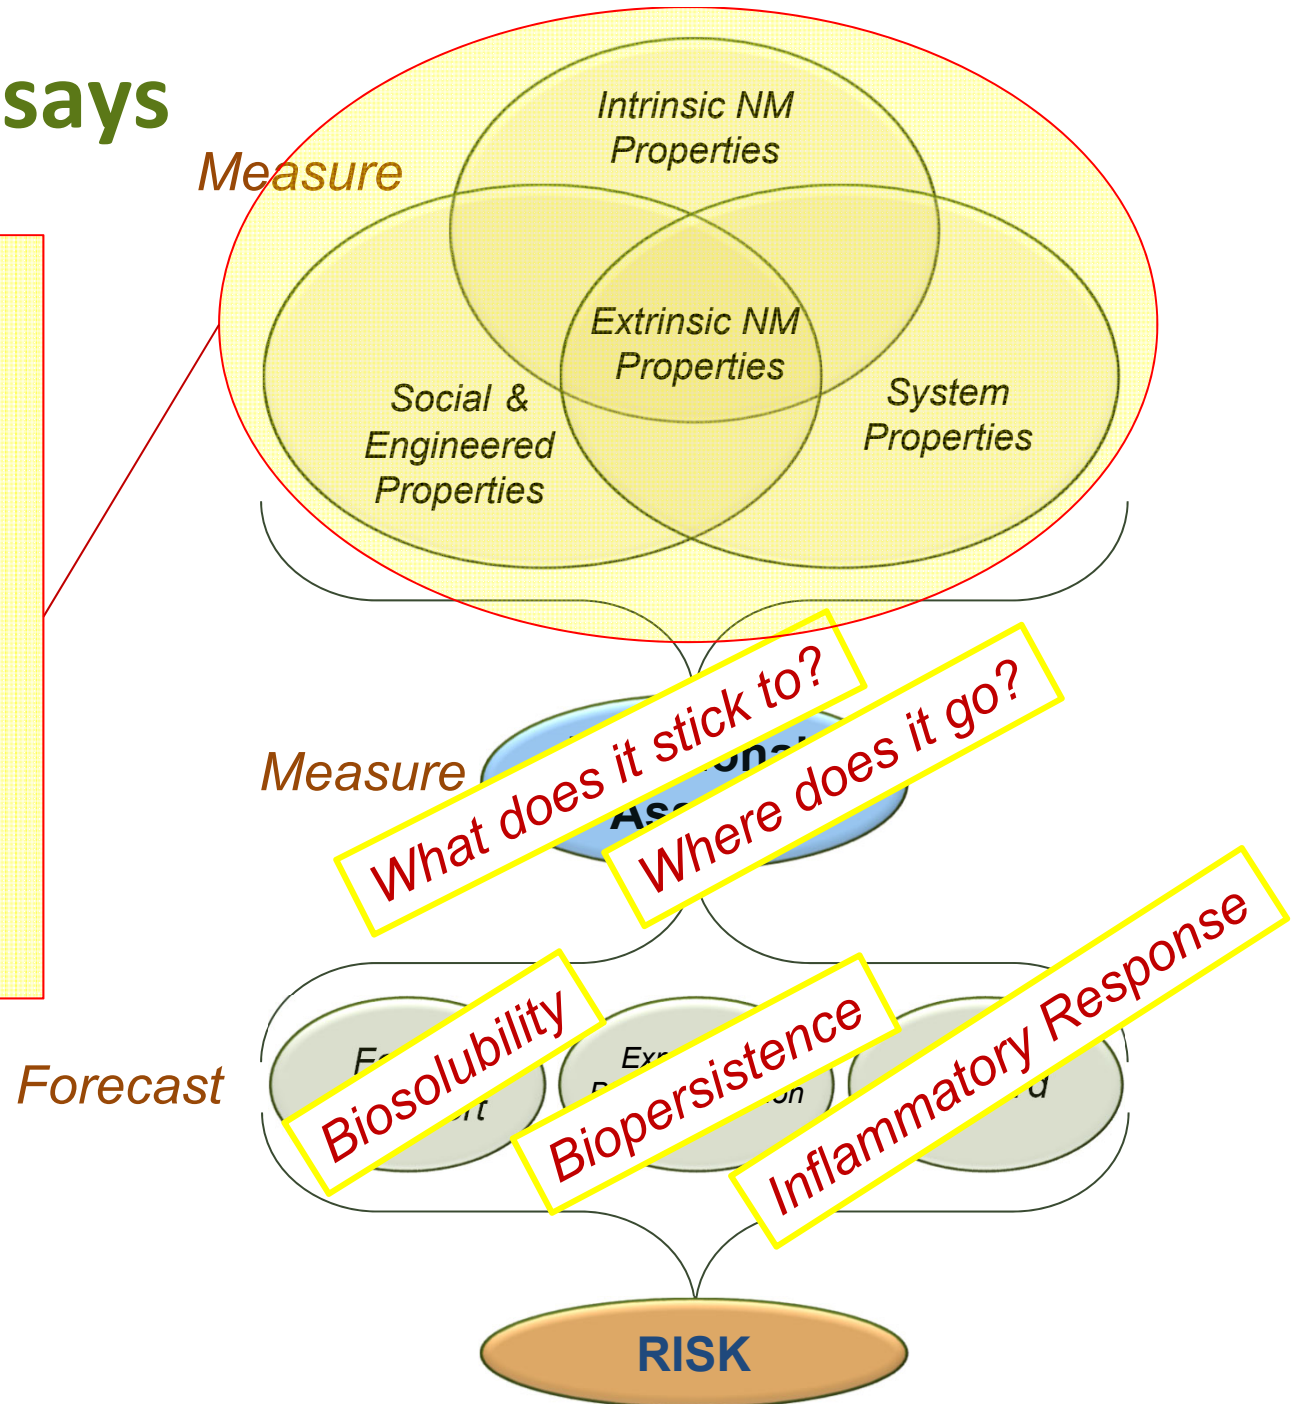 says
Measure
Intrinsic NM
Properties
Extrinsic NM
Properties
Social &
Engineered
Properties
System
Properties
What does it stick to?
Where does it go?
Measure
Biosolubility
Biopersistence
Inflammatory Response
Forecast
RISK